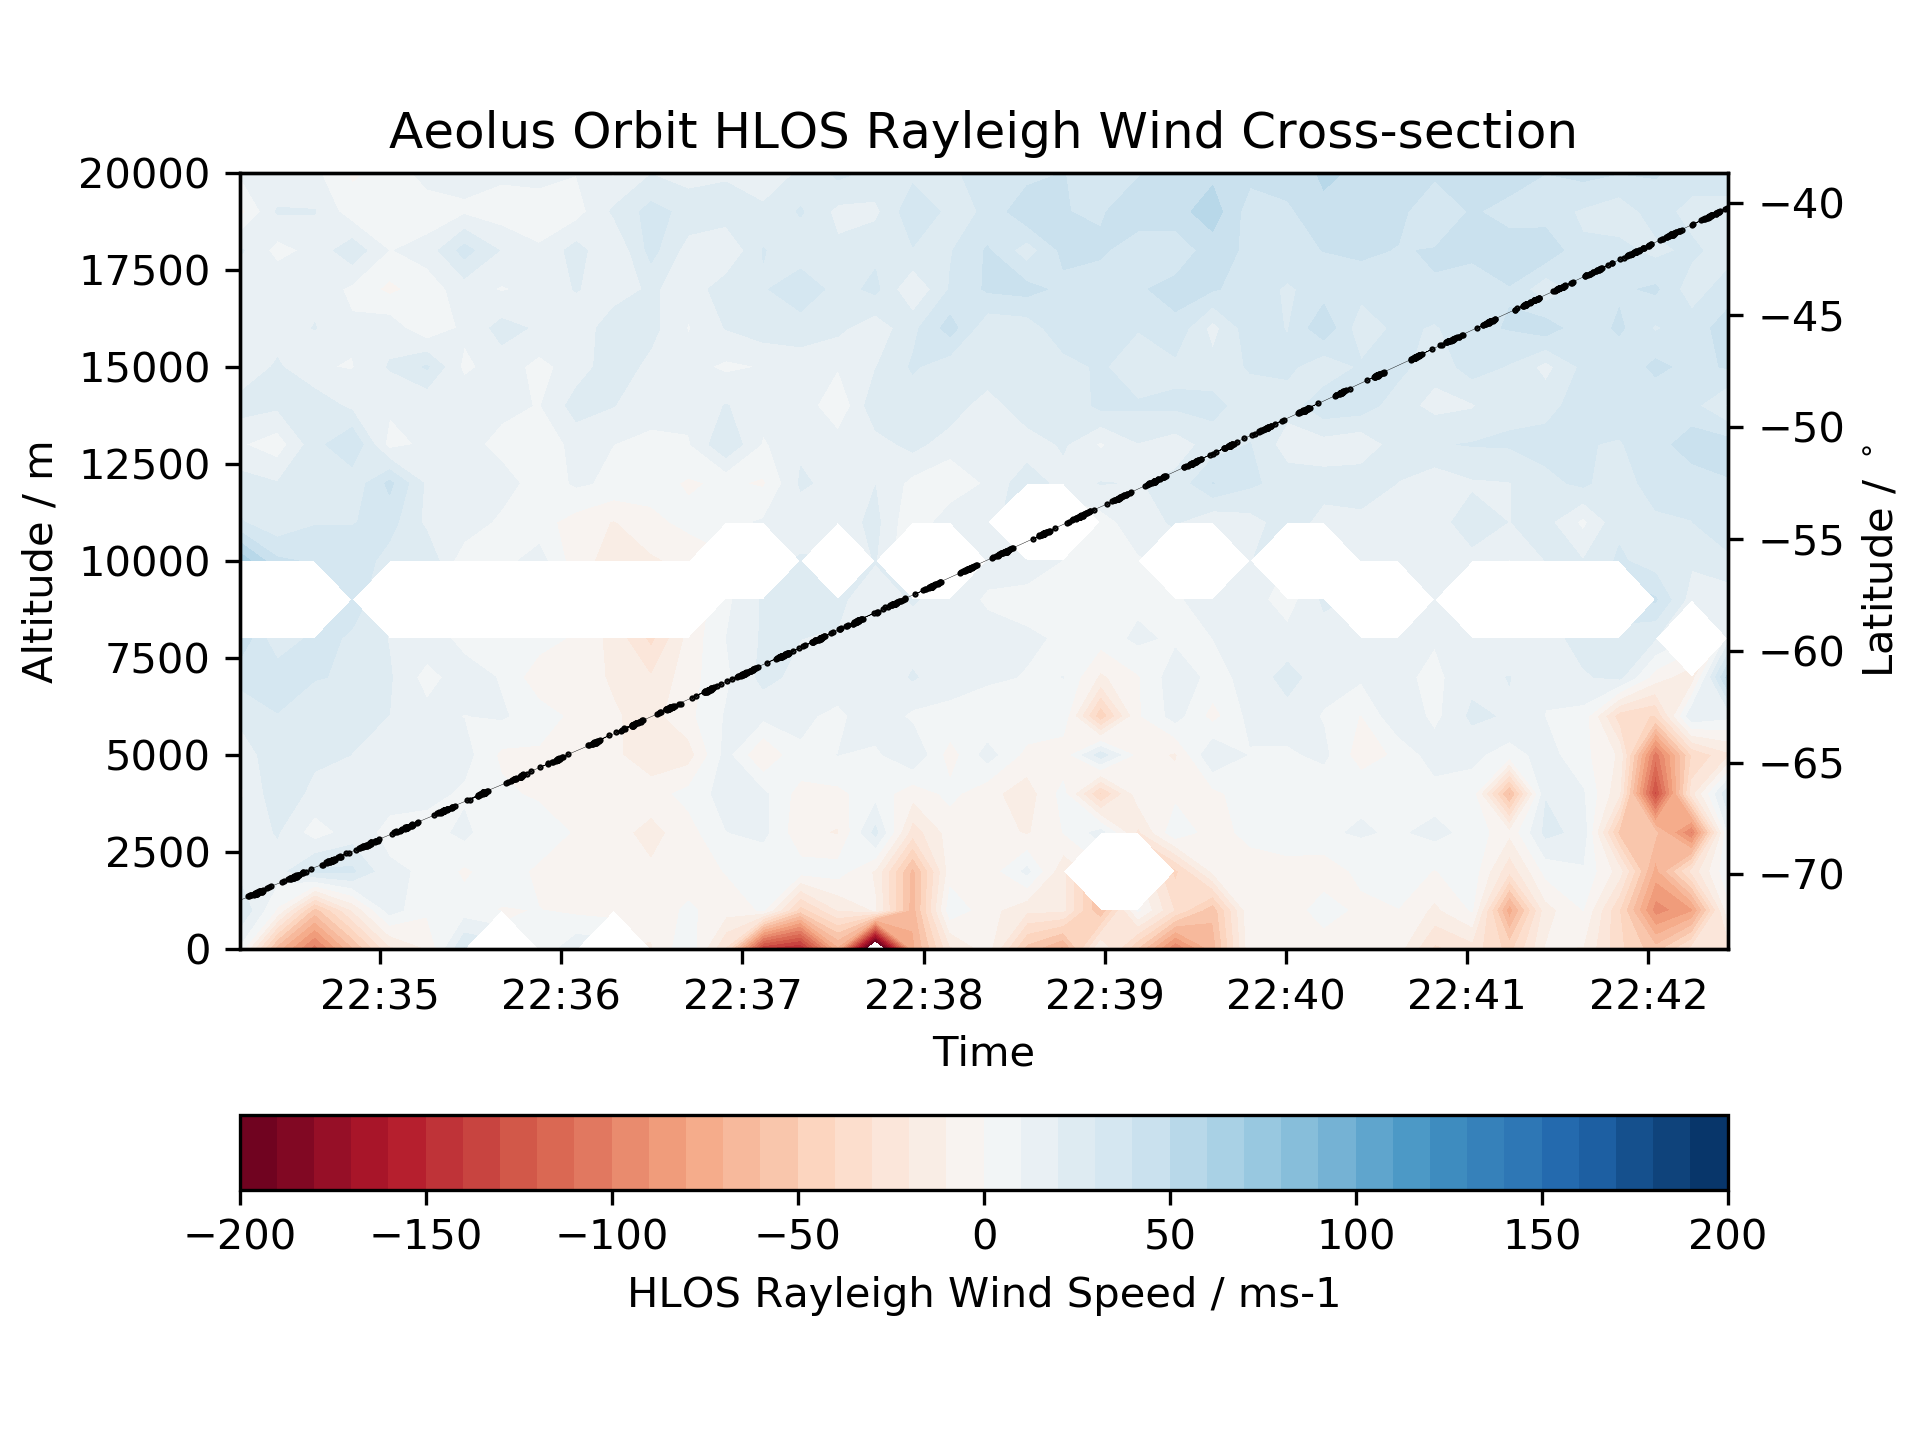 Aeolus Orbit HLOS Rayleigh Wind Cross-section
20000
17500
15000
12500
10000
7500
5000
2500
0
Altitude / m
−40
−45
−50
−55
−60
−65
−70
Latitude / °
22:35 22:36 22:37 22:38 22:39 22:40 22:41 22:42
Time
−200 −150 −100 −50 0 50 100 150 200
HLOS Rayleigh Wind Speed / ms-1